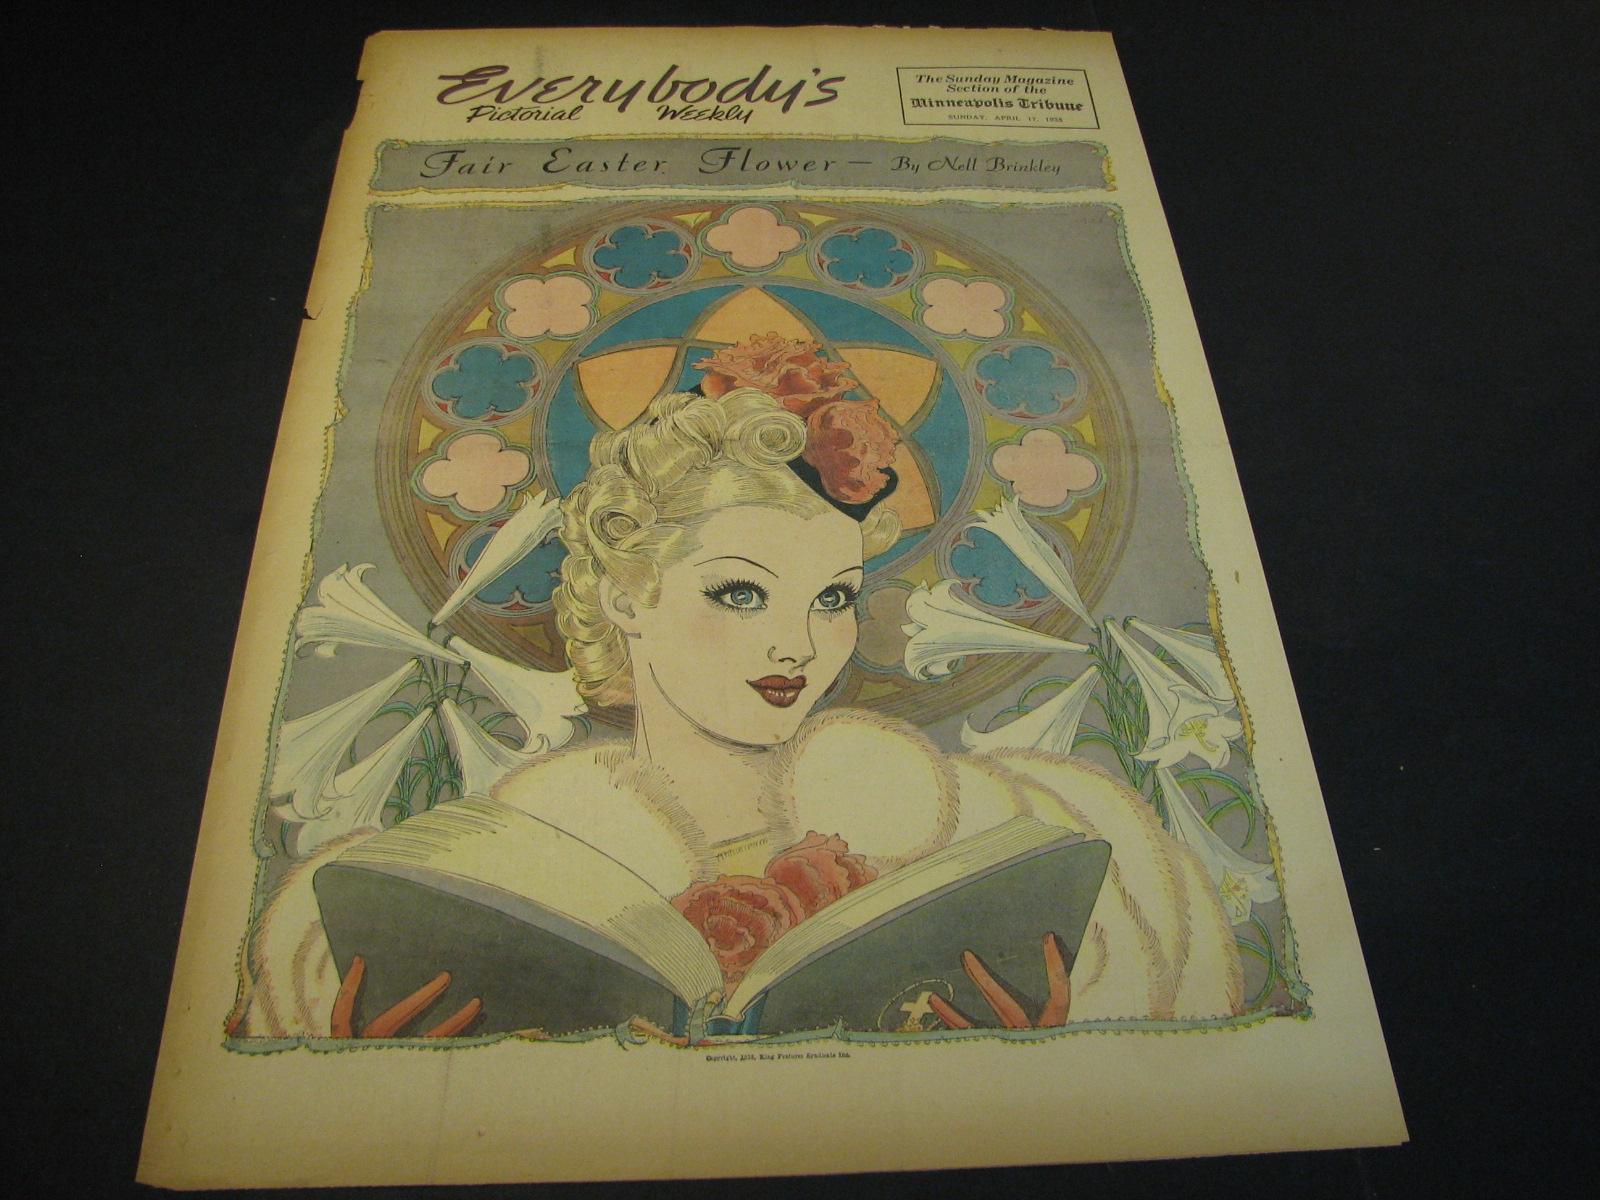 Everybody's
Pictorial Weekly
The Sunday Magazine
Section of the
Minneapolis Tribune
SUNDAY, APRIL 17, 1938
Fair Easter Flower — By Nell Brinkley
Copyright, 1938, King Features Syndicate Inc.